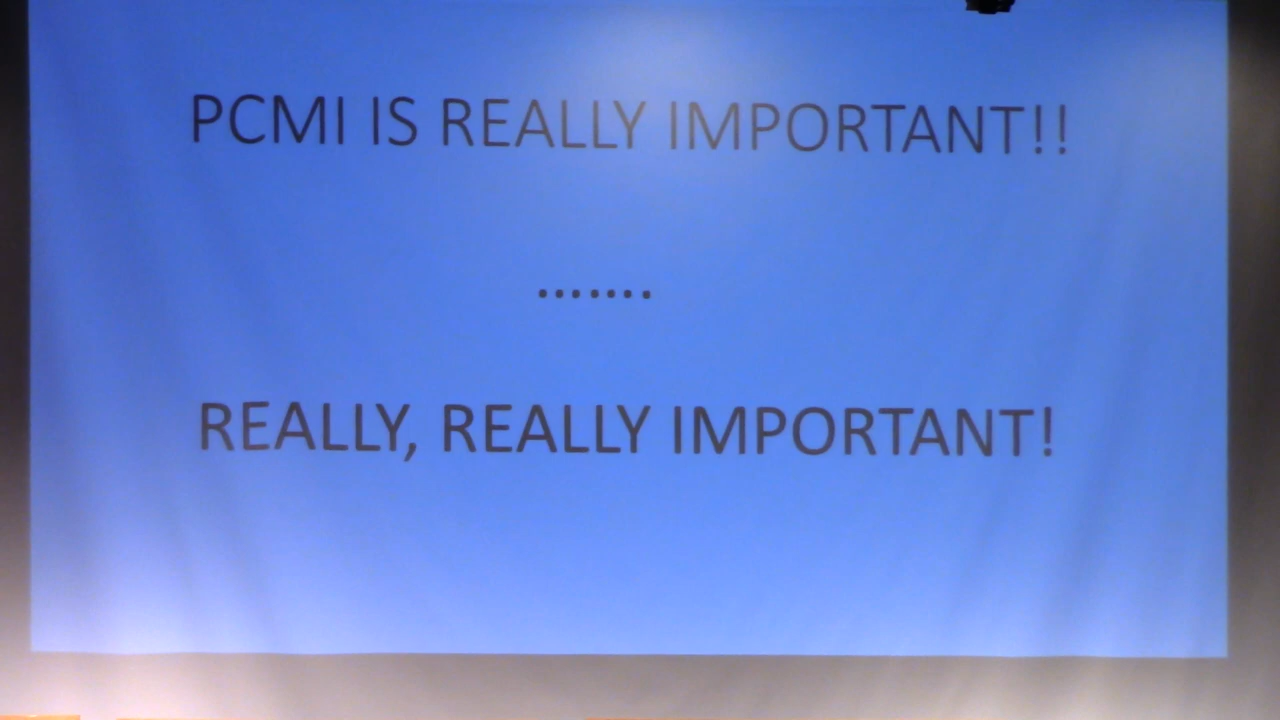 PCMI IS REALLY IMPORTANT!!
.......
REALLY, REALLY IMPORTANT!